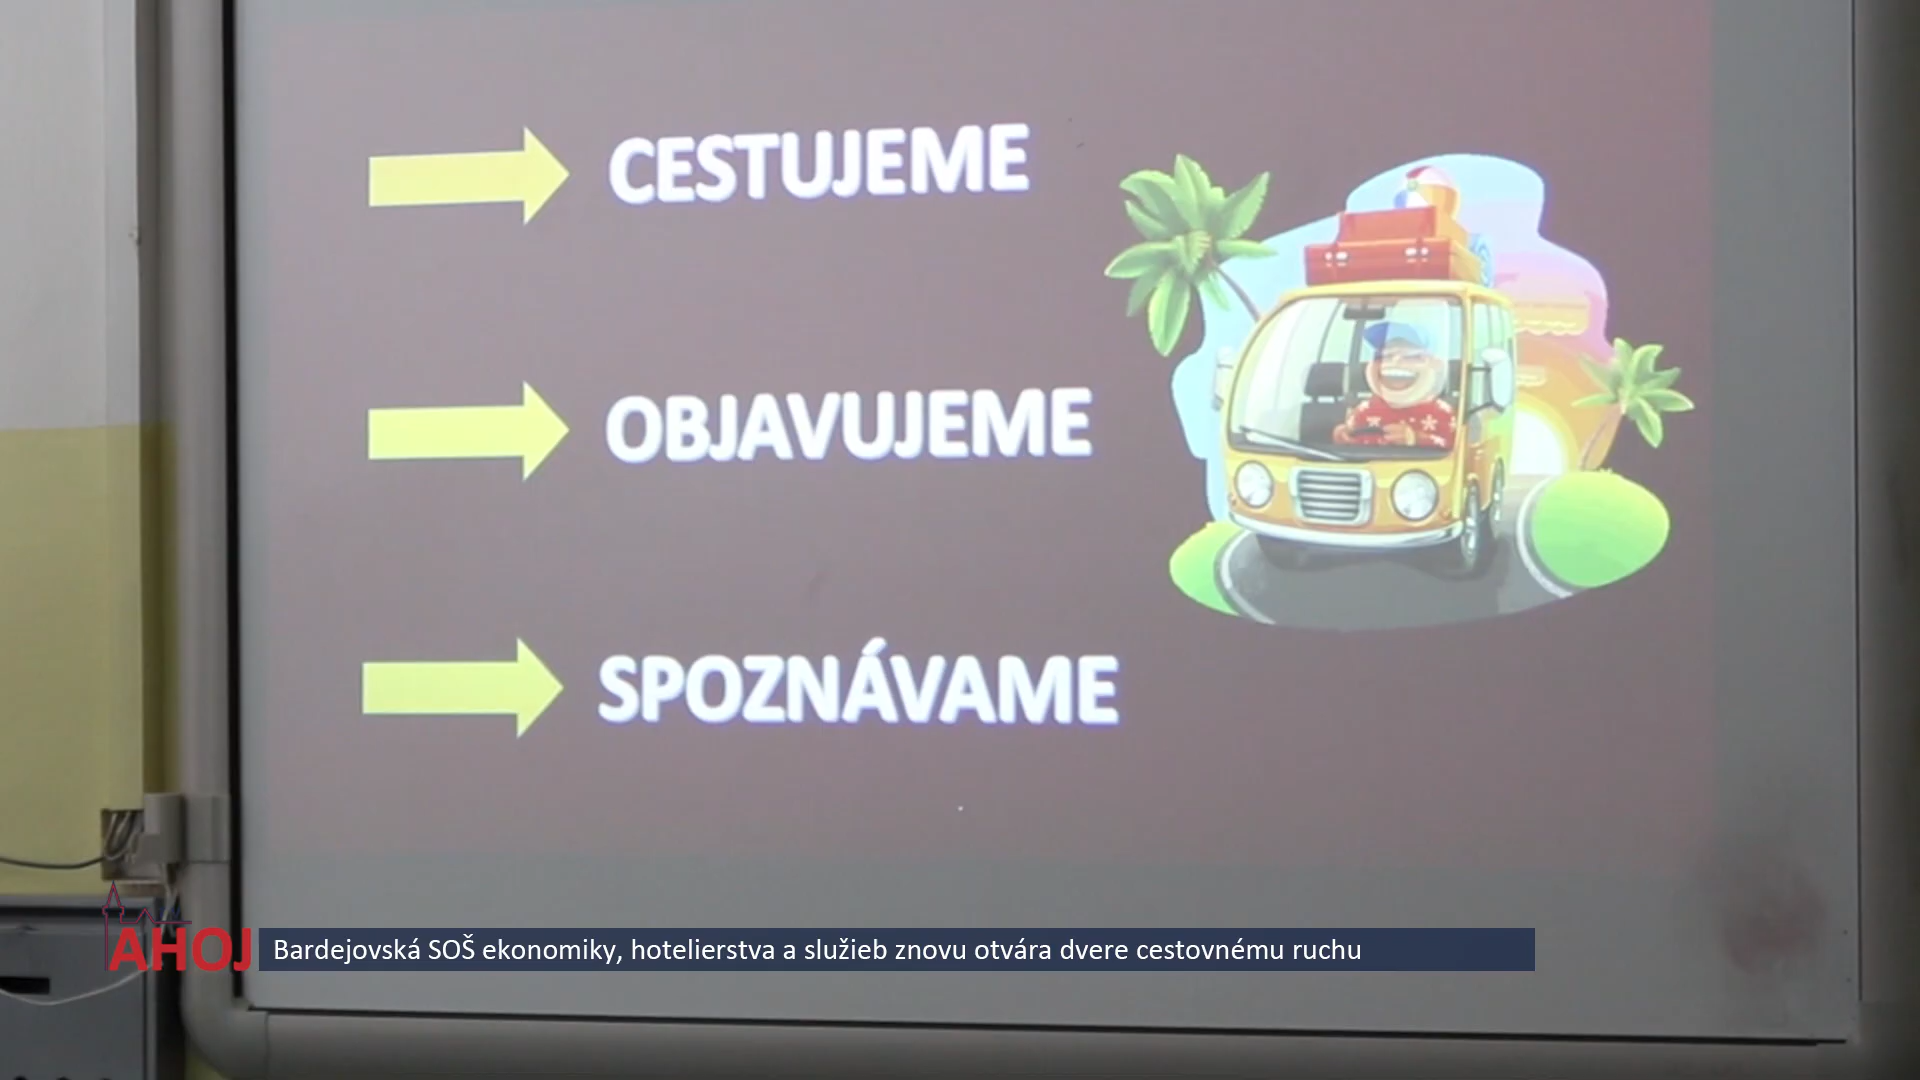 CESTUJEME
OBJAVUJEME
SPOZNÁVAME
AHOJ
Bardejovská SOŠ ekonomiky, hotelierstva a služieb znovu otvára dvere cestovnému ruchu